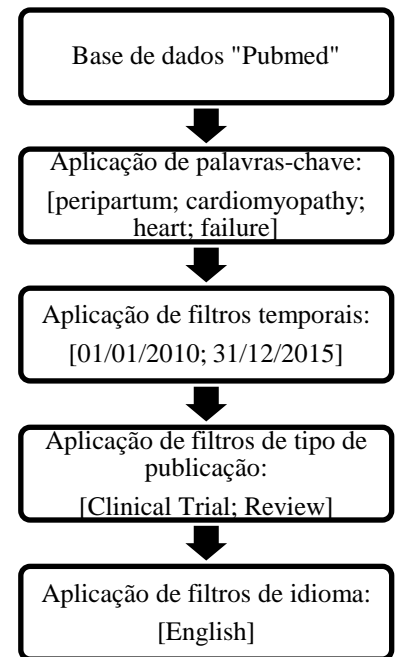 Base de dados "Pubmed"
Aplicação de palavras-chave:
[peripartum; cardiomyopathy;
heart; failure]
Aplicação de filtros temporais:
[01/01/2010; 31/12/2015]
Aplicação de filtros de tipo de
publicação:
[Clinical Trial; Review]
Aplicação de filtros de idioma:
[English]